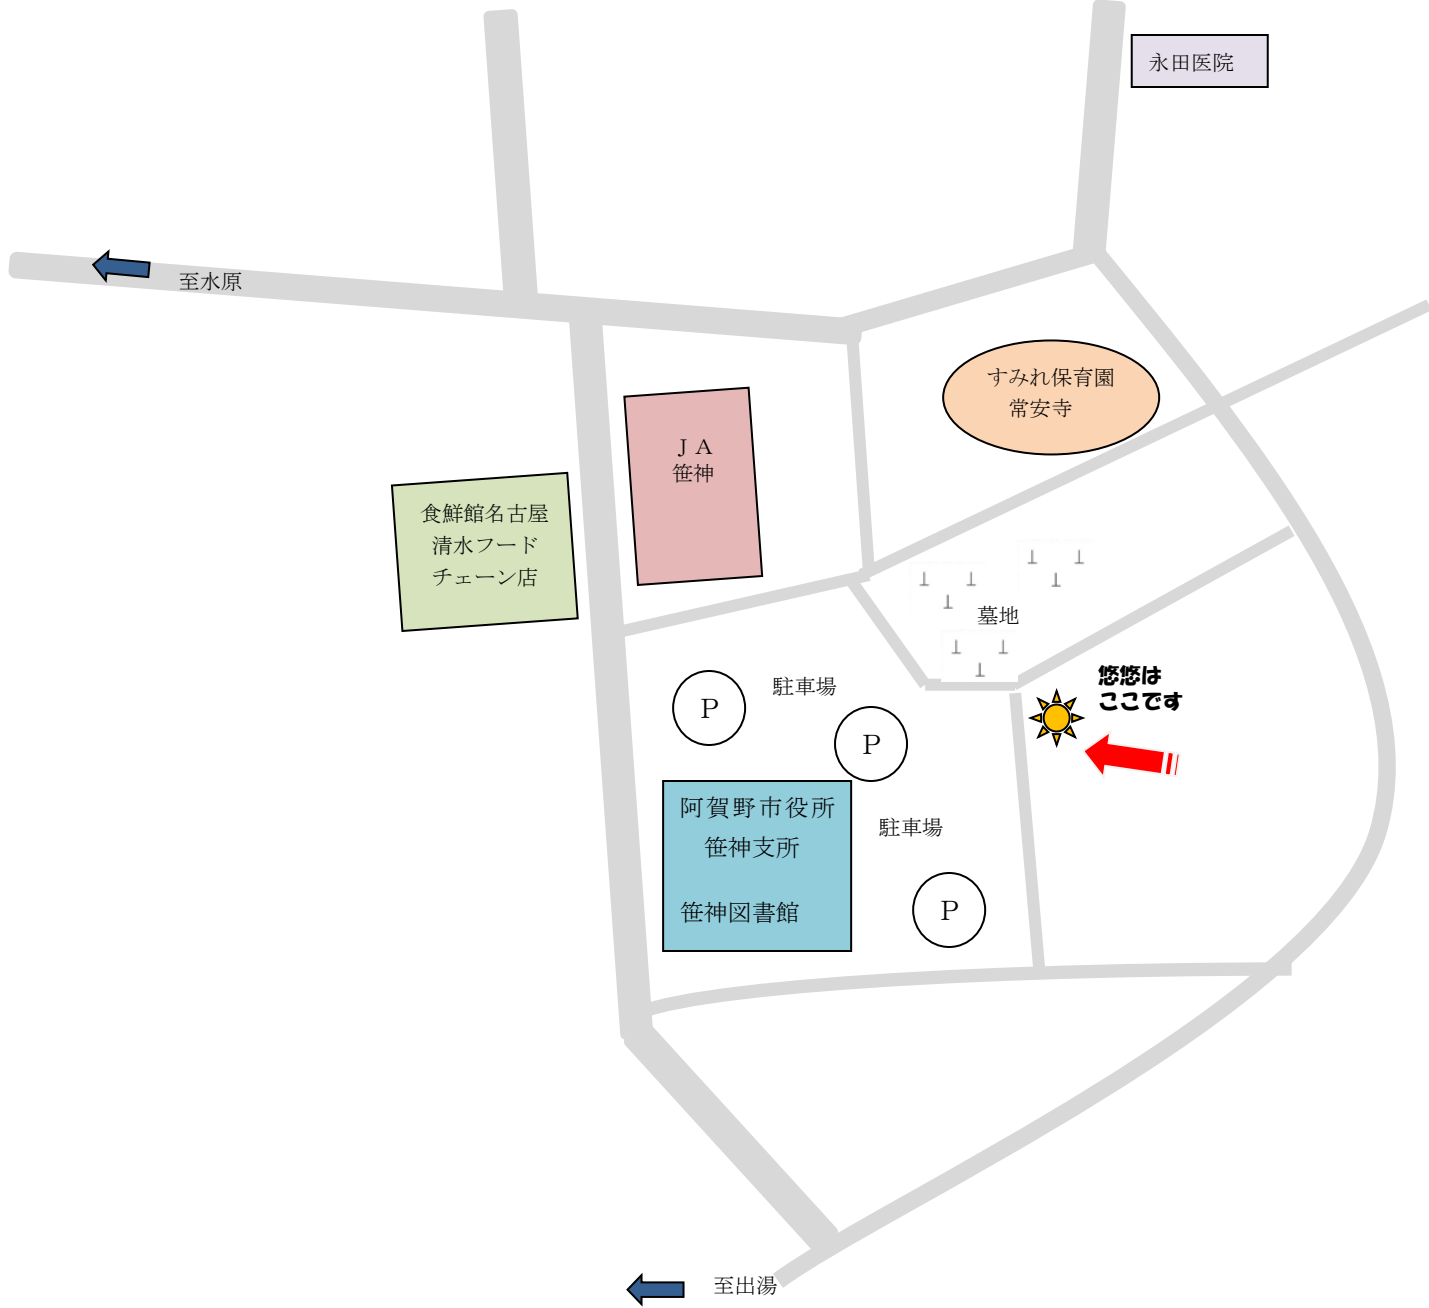 永田医院
至水原
すみれ保育園
常安寺
ＪＡ
笹神
食鮮館名古屋
清水フード
チェーン店
墓地
悠悠は
ここです
駐車場
Ｐ
Ｐ
阿賀野市役所
笹神支所
笹神図書館
駐車場
Ｐ
至出湯